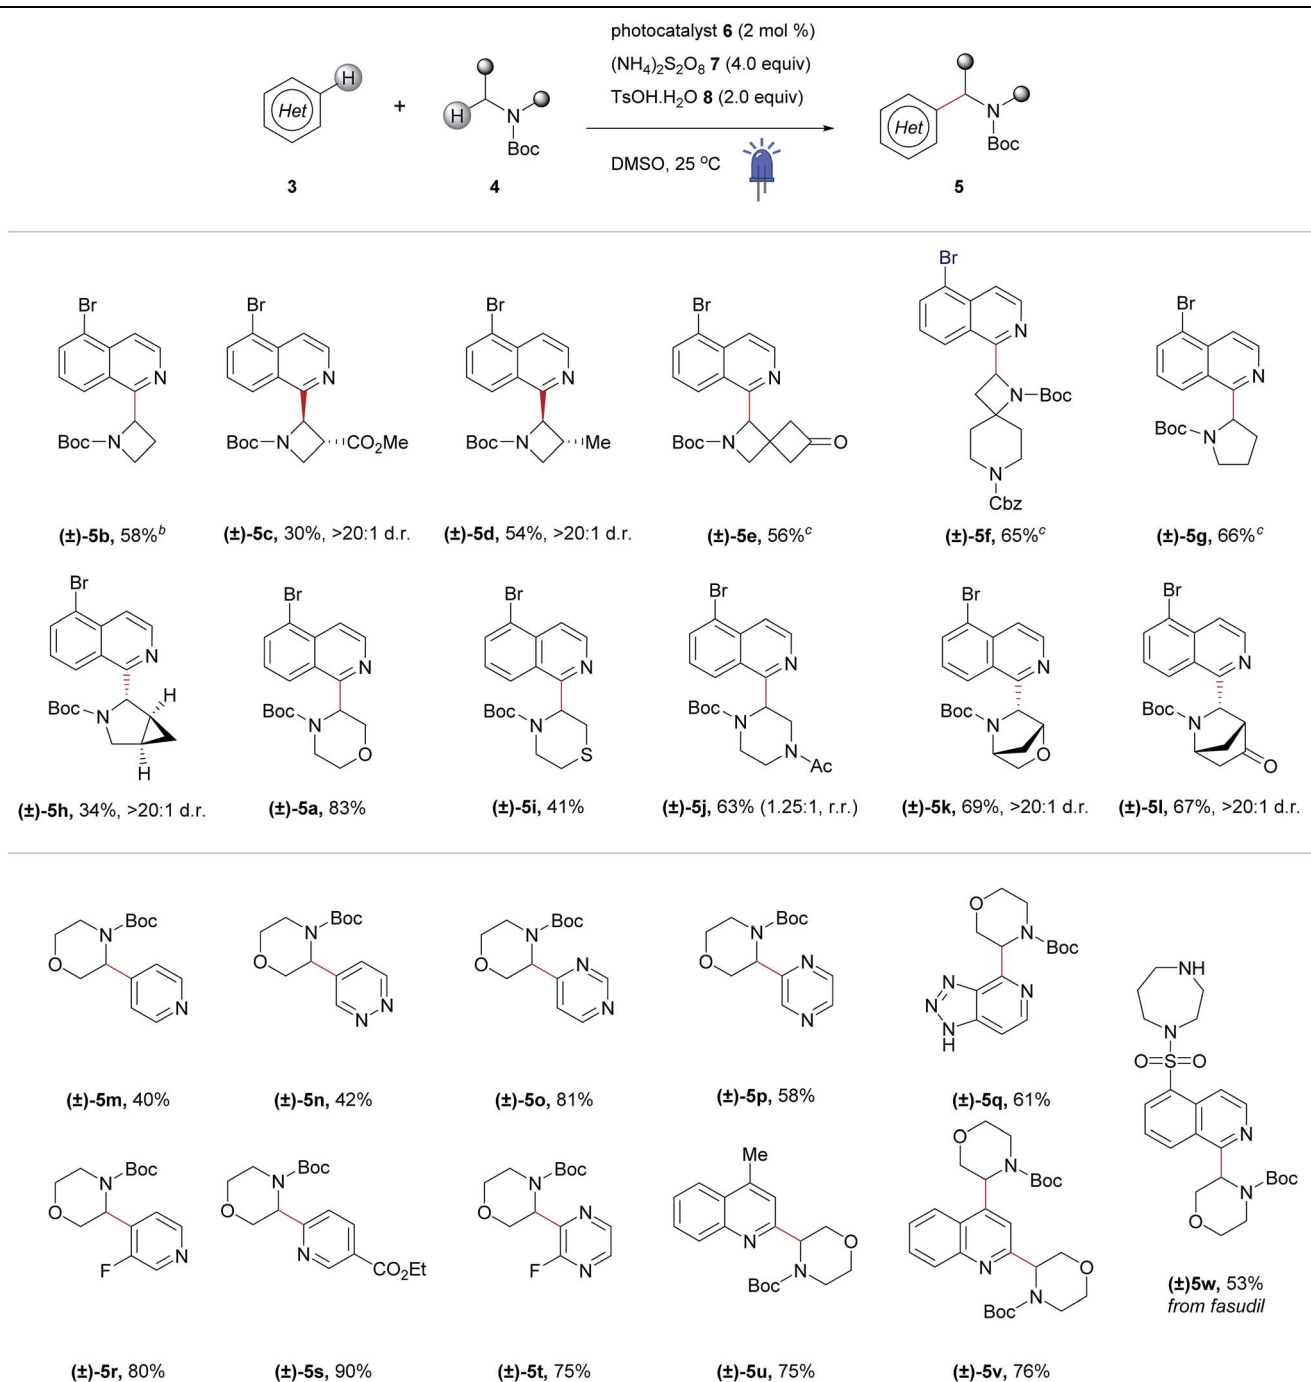 photocatalyst 6 (2 mol %)
(NH4)2S2O8 7 (4.0 equiv)
TsOH.H2O 8 (2.0 equiv)
DMSO, 25 oC
Het H
+
H N Boc
Het N Boc
3 4 5
Br N Boc N
Br N Boc N CO2Me
Br N Boc N Me
Br N Boc N O
Br N N Boc N Cbz
Br N Boc N
(±)-5b, 58%b
(±)-5c, 30%, >20:1 d.r.
(±)-5d, 54%, >20:1 d.r.
(±)-5e, 56%c
(±)-5f, 65%c
(±)-5g, 66%c
Br N Boc N H H
Br N Boc N O
Br N Boc N S
Br N Boc N N Ac
Br N Boc N O
Br N Boc N O
(±)-5h, 34%, >20:1 d.r.
(±)-5a, 83%
(±)-5i, 41%
(±)-5j, 63% (1.25:1, r.r.)
(±)-5k, 69%, >20:1 d.r.
(±)-5l, 67%, >20:1 d.r.
Boc N O N
Boc N O N N
Boc N O N N
Boc N O N N
O N Boc N N N N H
NH N O=S=O N N Boc O
(±)-5m, 40%
(±)-5n, 42%
(±)-5o, 81%
(±)-5p, 58%
(±)-5q, 61%
Boc N O F N
Boc N O N CO2Et
Boc N O N F N
Me N O Boc N
O N Boc N O Boc N
(±)5w, 53%
from fasudil
(±)-5r, 80%
(±)-5s, 90%
(±)-5t, 75%
(±)-5u, 75%
(±)-5v, 76%